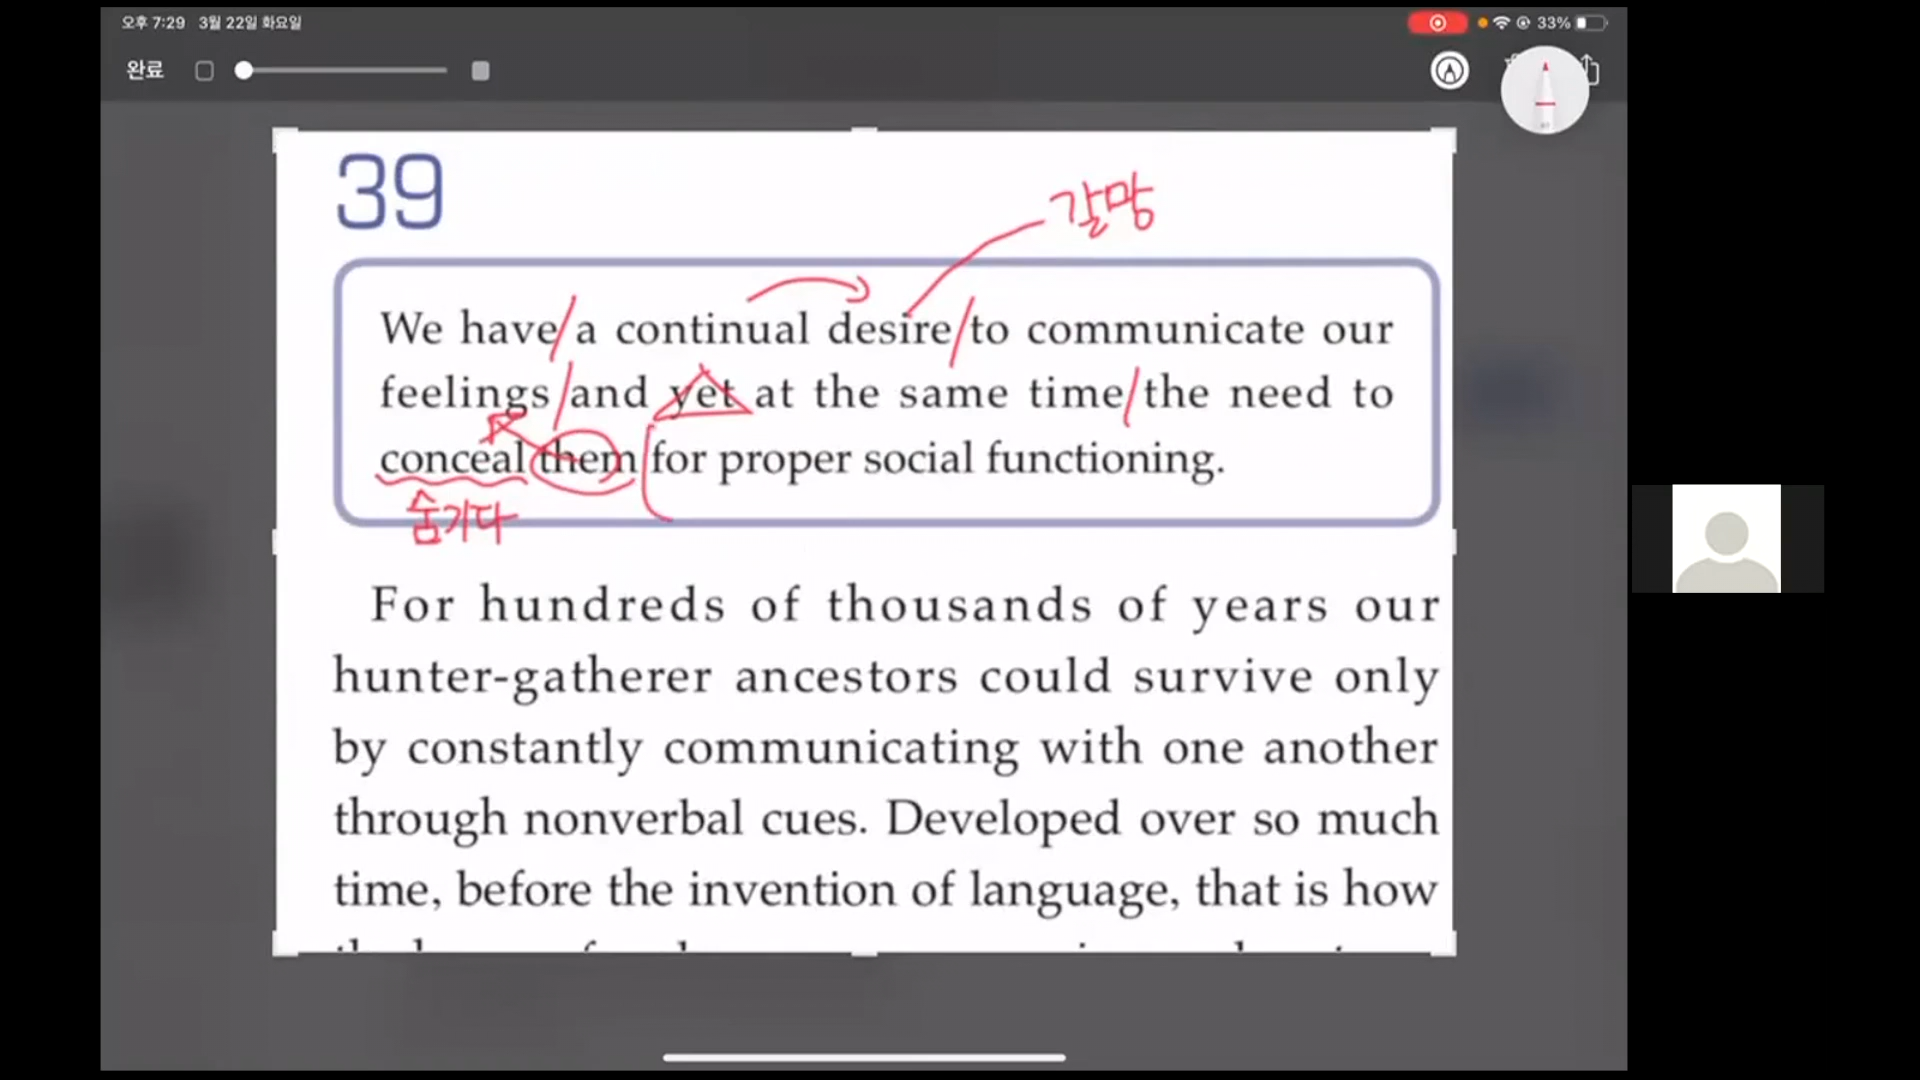 오후 7:29 3월 22일 화요일
33%
완료
39
갈망
We have a continual desire to communicate our
feelings and yet at the same time the need to
conceal them for proper social functioning.
숨기다
For hundreds of thousands of years our
hunter-gatherer ancestors could survive only
by constantly communicating with one another
through nonverbal cues. Developed over so much
time, before the invention of language, that is how